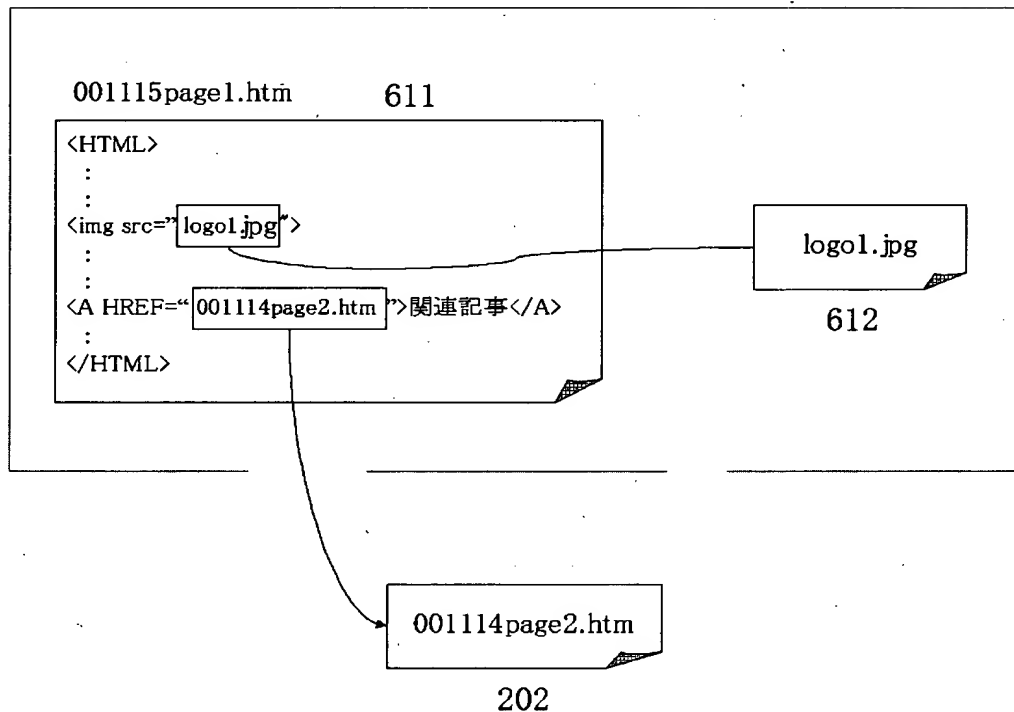 001115page1.htm 611
<HTML>
:
:
<img src="logo1.jpg">
:
:
<A HREF="001114page2.htm">関連記事</A>
:
</HTML>
logo1.jpg
612
001114page2.htm
202